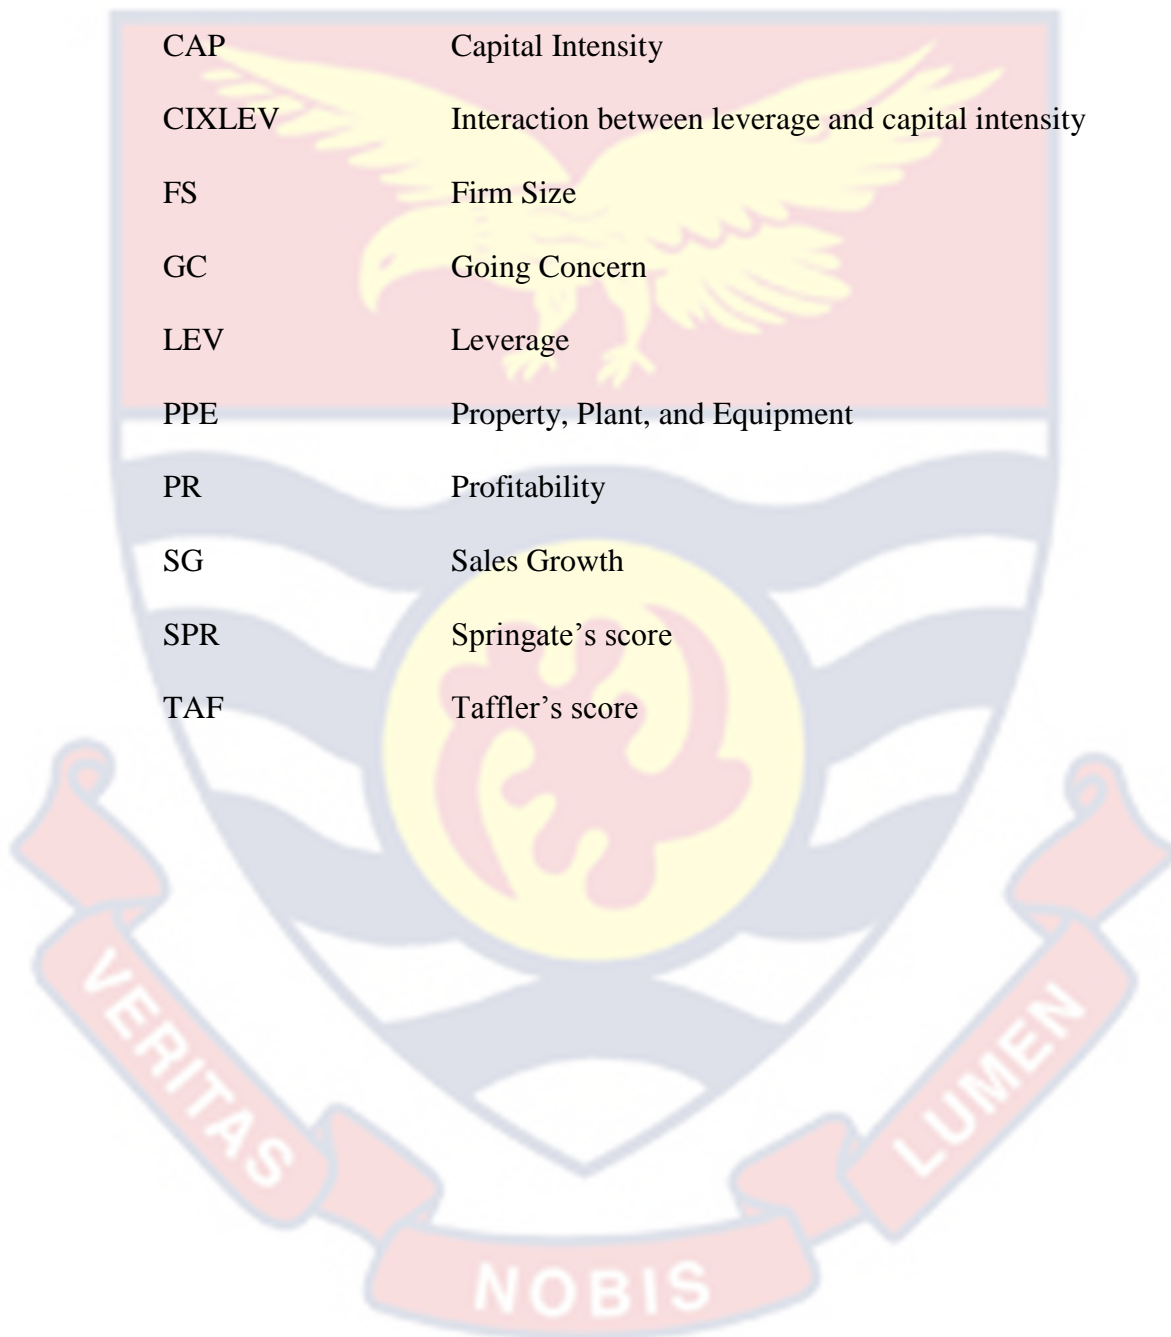 CAP Capital Intensity
CIXLEV Interaction between leverage and capital intensity
FS Firm Size
GC Going Concern
LEV Leverage
PPE Property, Plant, and Equipment
PR Profitability
SG Sales Growth
SPR Springate’s score
TAF Taffler’s score
VERITAS
NOBIS
LUMEN